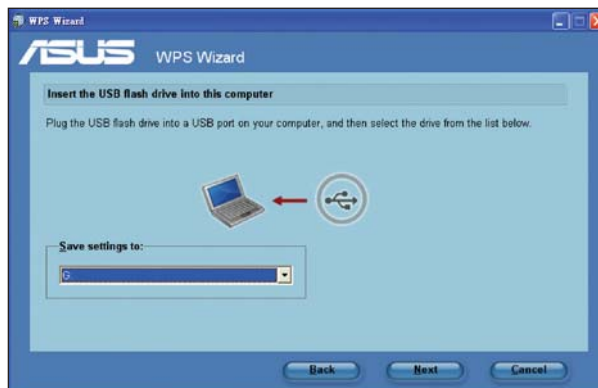 WPS Wizard
ASUS WPS Wizard
Insert the USB flash drive into this computer
Plug the USB flash drive into a USB port on your computer, and then select the drive from the list below.
Save settings to:
G:
Back Next Cancel